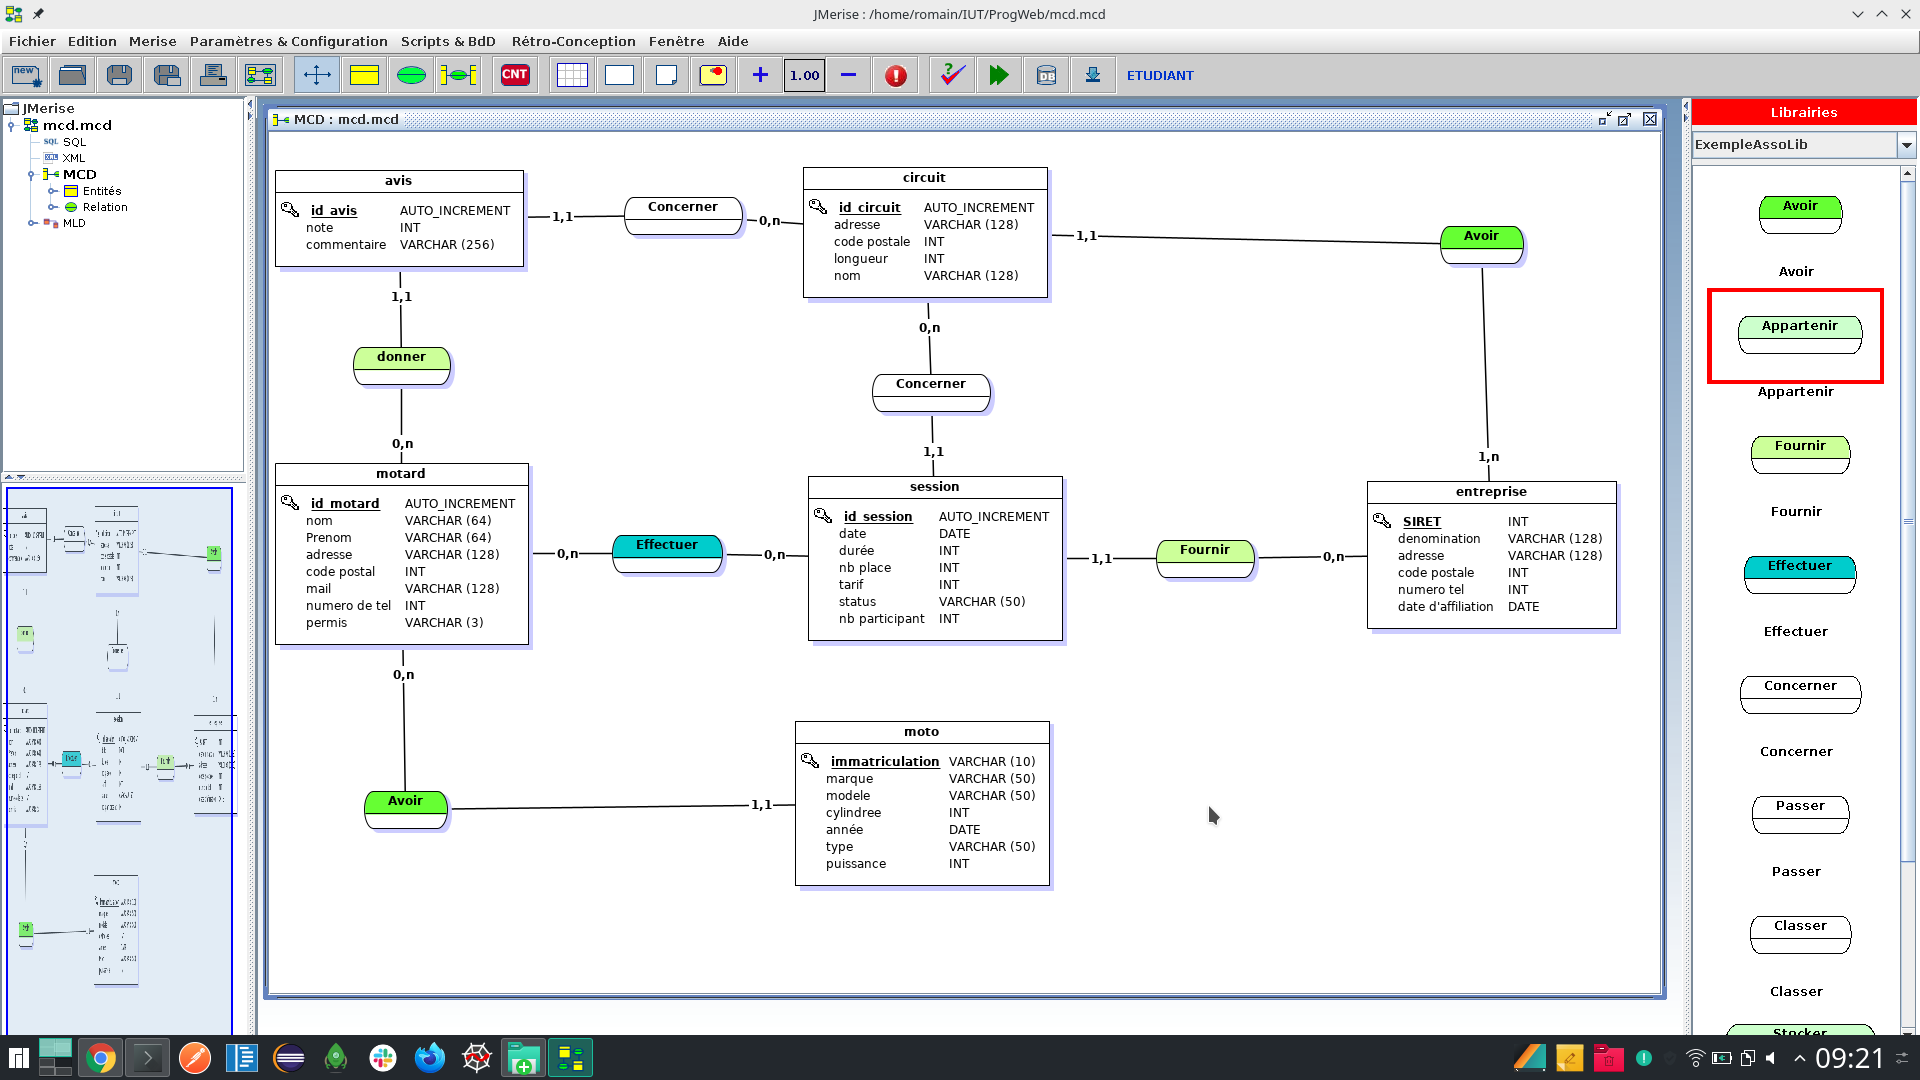 JMerise : /home/romain/IUT/ProgWeb/mcd.mcd
Fichier Edition Merise Paramètres & Configuration Scripts & BdD Rétro-Conception Fenêtre Aide
new CNT 1.00 DB ETUDIANT
JMerise
mcd.mcd
SQL SQL
XML
MCD
Entités
Relation
MLD
MCD : mcd.mcd
avis
id_avis AUTO_INCREMENT
note INT
commentaire VARCHAR (256)
1,1
Concerner
0,n
circuit
id_circuit AUTO_INCREMENT
adresse VARCHAR (128)
code postale INT
longueur INT
nom VARCHAR (128)
1,1
Avoir
1,1
donner
0,n
0,n
Concerner
1,1
1,n
motard
id_motard AUTO_INCREMENT
nom VARCHAR (64)
Prenom VARCHAR (64)
adresse VARCHAR (128)
code postal INT
mail VARCHAR (128)
numero de tel INT
permis VARCHAR (3)
0,n
Effectuer
0,n
session
id_session AUTO_INCREMENT
date DATE
durée INT
nb place INT
tarif INT
status VARCHAR (50)
nb participant INT
1,1
Fournir
0,n
entreprise
SIRET INT
denomination VARCHAR (128)
adresse VARCHAR (128)
code postale INT
numero tel INT
date d'affiliation DATE
0,n
Avoir
1,1
moto
immatriculation VARCHAR (10)
marque VARCHAR (50)
modele VARCHAR (50)
cylindree INT
année DATE
type VARCHAR (50)
puissance INT
Librairies
ExempleAssoLib
Avoir
Avoir
Appartenir
Appartenir
Fournir
Fournir
Effectuer
Effectuer
Concerner
Concerner
Passer
Passer
Classer
Classer
Stocker
09:21